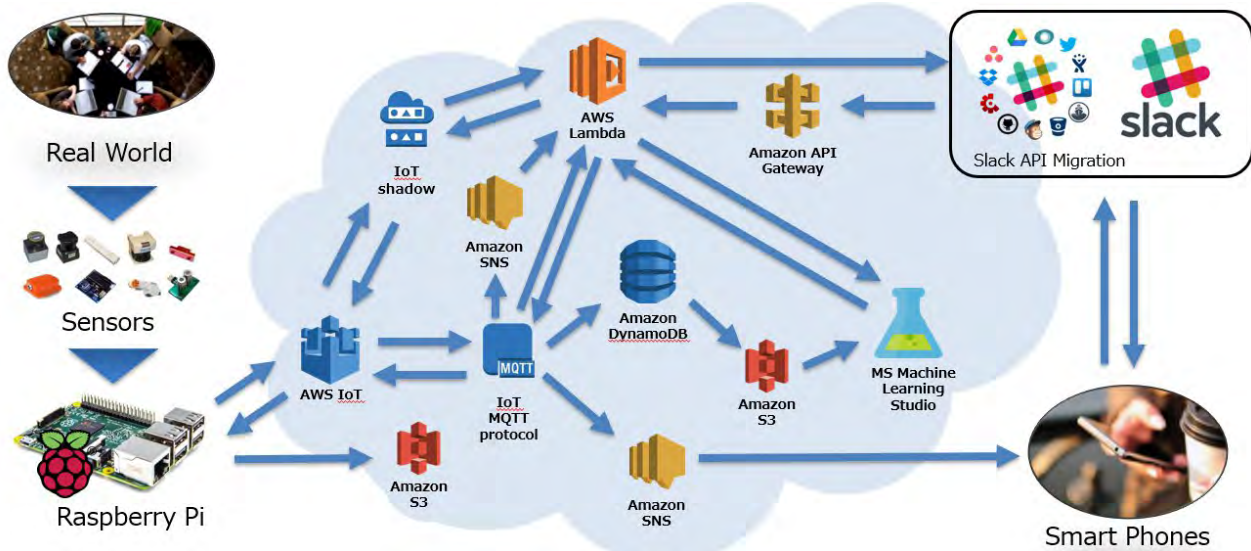 Real World
Sensors
Raspberry Pi
IoT
shadow
AWS
Lambda
Amazon
SNS
Amazon API
Gateway
slack
Slack API Migration
Amazon
DynamoDB
AWS IoT
MQTT
IoT
MQTT
protocol
Amazon
S3
MS Machine
Learning
Studio
Amazon
S3
Amazon
SNS
Smart Phones